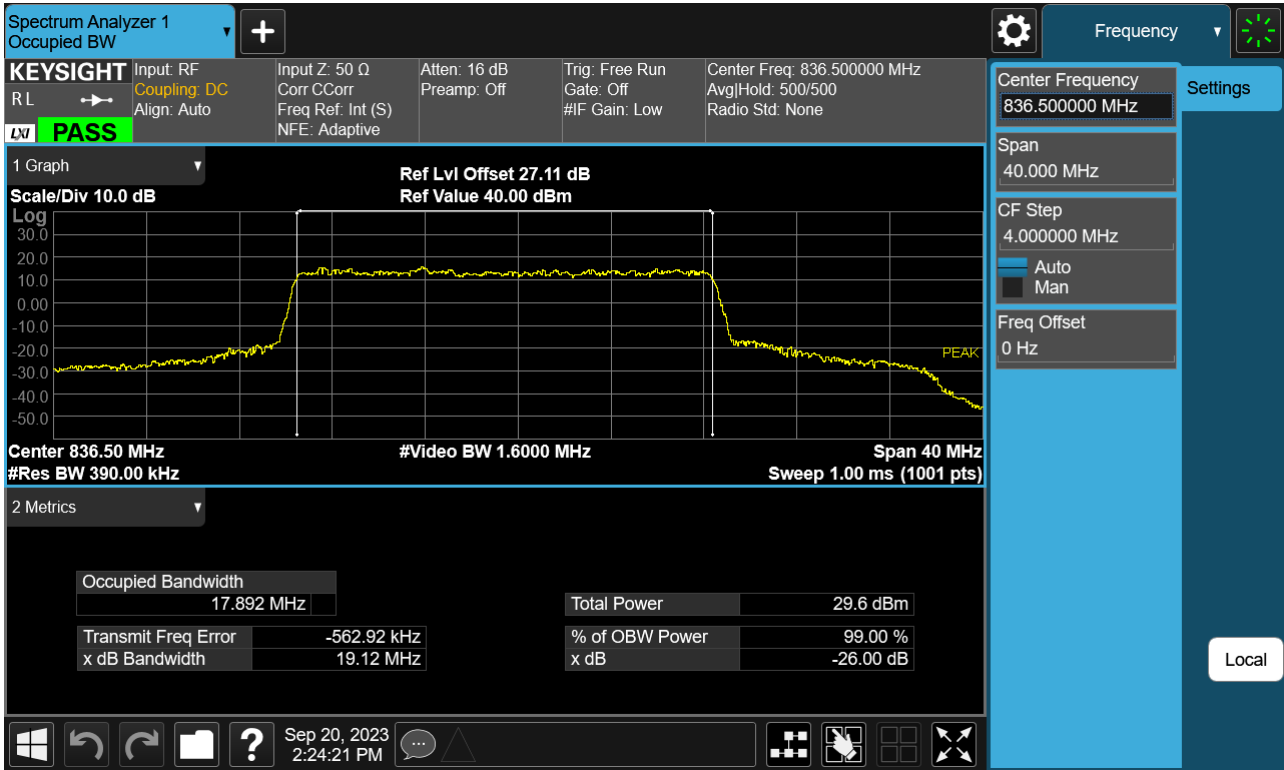 Spectrum Analyzer 1
Occupied BW
Frequency
KEYSIGHT
R L
LXI
PASS
Input: RF
Coupling: DC
Align: Auto
Input Z: 50 Ω
Corr CCorr
Freq Ref: Int (S)
NFE: Adaptive
Atten: 16 dB
Preamp: Off
Trig: Free Run
Gate: Off
#IF Gain: Low
Center Freq: 836.500000 MHz
Avg|Hold: 500/500
Radio Std: None
Center Frequency
836.500000 MHz
Settings
Span
40.000 MHz
CF Step
4.000000 MHz
Auto
Man
Freq Offset
0 Hz
Local
1 Graph
Scale/Div 10.0 dB
Ref Lvl Offset 27.11 dB
Ref Value 40.00 dBm
Log
30.0
20.0
10.0
0.00
-10.0
-20.0
-30.0
-40.0
-50.0
PEAK
Center 836.50 MHz
#Video BW 1.6000 MHz
Span 40 MHz
#Res BW 390.00 kHz
Sweep 1.00 ms (1001 pts)
2 Metrics
Occupied Bandwidth
17.892 MHz
Total Power 29.6 dBm
Transmit Freq Error -562.92 kHz
% of OBW Power 99.00 %
x dB Bandwidth 19.12 MHz
x dB -26.00 dB
?
Sep 20, 2023
2:24:21 PM